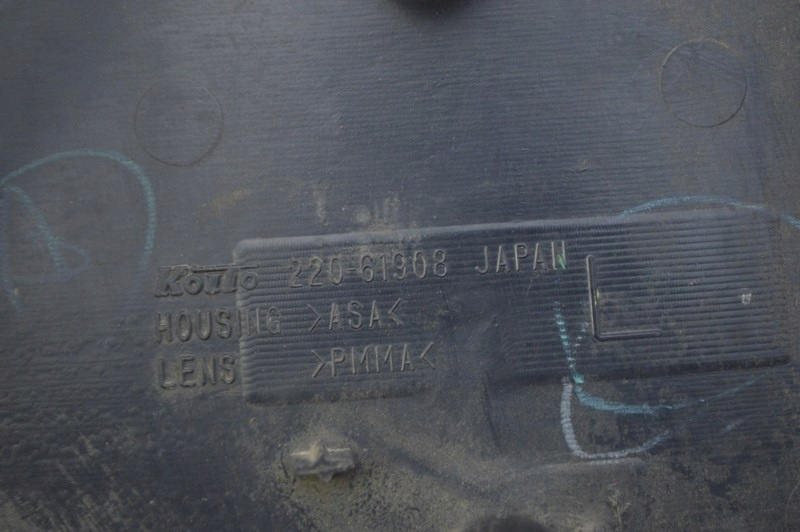 KOITO 220-61908 JAPAN L
HOUSING >ASA<
LENS >PMMA<